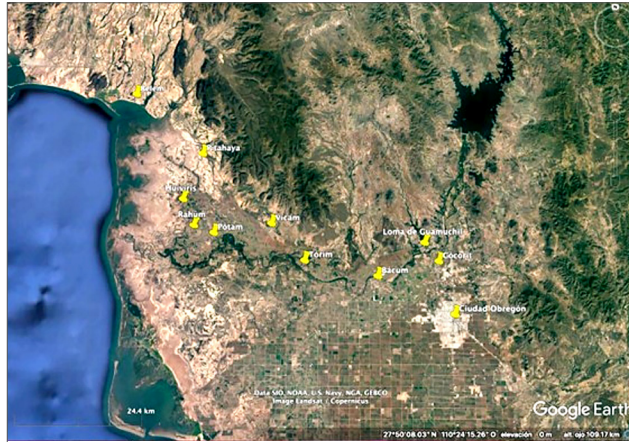 Belem
Pitahaya
Huiviris
Rahum
Pótam
Vícam
Loma de Guamuchil
Tórim
Cócorit
Bácum
Ciudad Obregón
Data SIO, NOAA, U.S. Navy, NGA, GEBCO
Image Landsat / Copernicus
24.4 km
Google Earth
27°50'08.03" N 110°24'15.26" O elevación 0 m alt. ojo 109.17 km